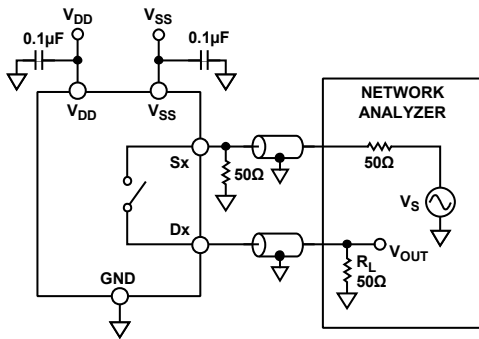 VDD
VSS
0.1µF
0.1µF
VDD
VSS
NETWORK
ANALYZER
Sx
50Ω
50Ω
VS
Dx
VOUT
RL
50Ω
GND